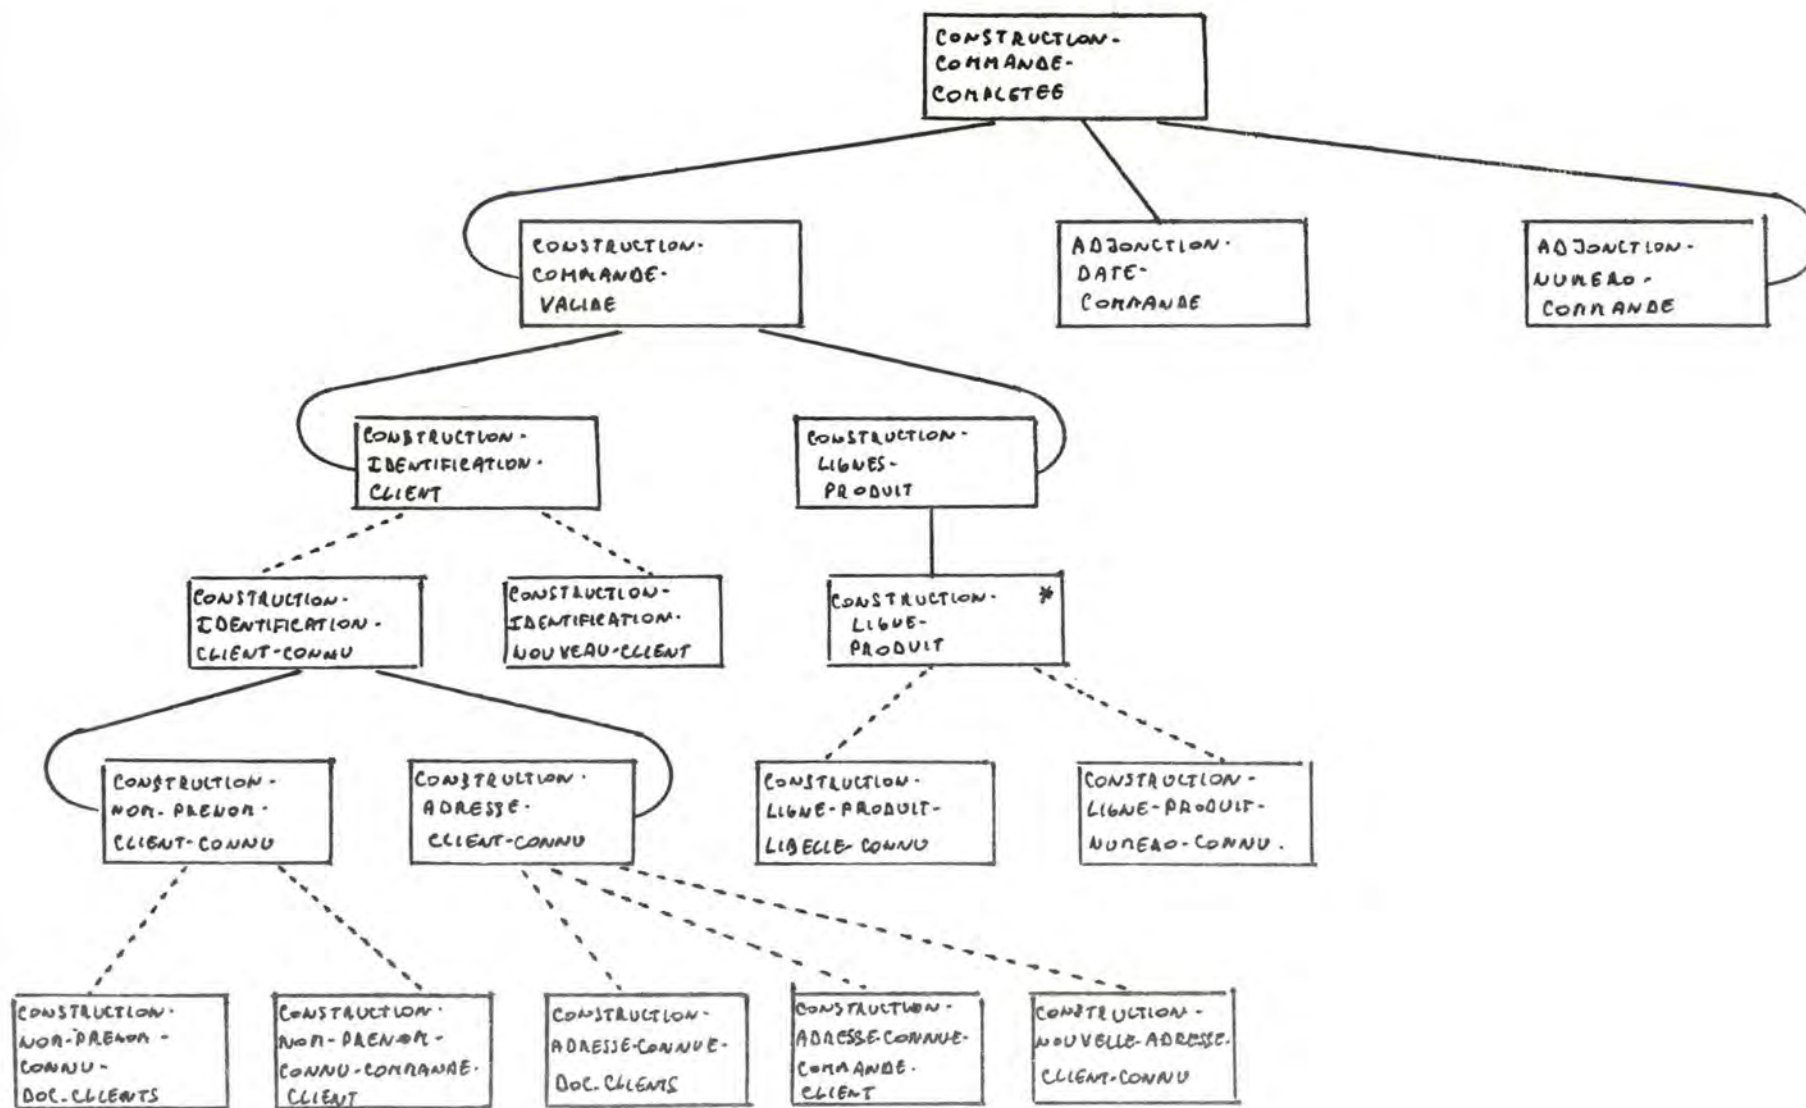 CONSTRUCTION-
COMMANDE-
COMPLETEE
CONSTRUCTION-
COMMANDE-
VALIDE
ADJONCTION-
DATE-
COMMANDE
ADJONCTION-
NUMERO-
COMMANDE
CONSTRUCTION-
IDENTIFICATION-
CLIENT
CONSTRUCTION-
LIGNES-
PRODUIT
CONSTRUCTION-
IDENTIFICATION-
CLIENT-CONNU
CONSTRUCTION-
IDENTIFICATION-
NOUVEAU-CLIENT
CONSTRUCTION- *
LIGNE-
PRODUIT
CONSTRUCTION-
NOM-PRENOM-
CLIENT-CONNU
CONSTRUCTION-
ADRESSE-
CLIENT-CONNU
CONSTRUCTION-
LIGNE-PRODUIT-
LIBELLE-CONNU
CONSTRUCTION-
LIGNE-PRODUIT-
NUMERO-CONNU.
CONSTRUCTION-
NOM-PRENOM-
CONNU-
DOC-CLIENTS
CONSTRUCTION-
NOM-PRENOM-
CONNU-COMMANDE-
CLIENT
CONSTRUCTION-
ADRESSE-CONNUE-
DOC-CLIENTS
CONSTRUCTION-
ADRESSE-CONNUE-
COMMANDE-
CLIENT
CONSTRUCTION-
NOUVELLE-ADRESSE-
CLIENT-CONNU